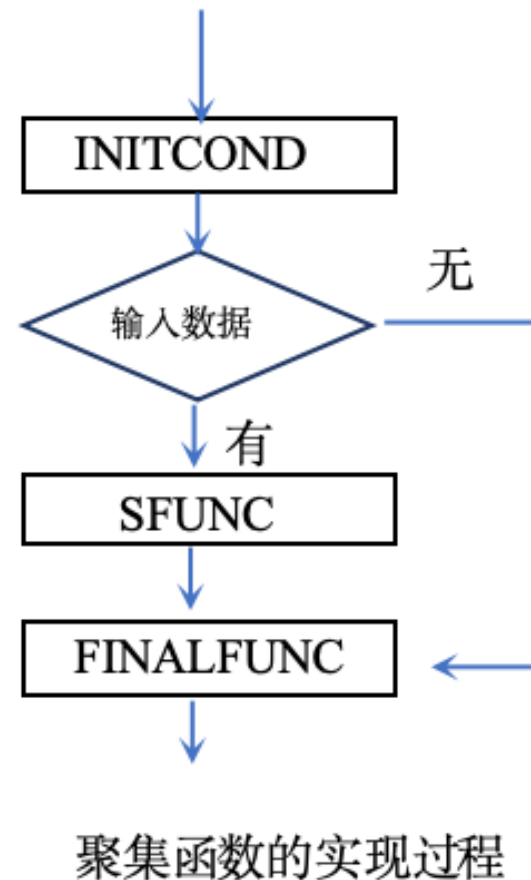 INITCOND
无
输入数据
有
SFUNC
FINALFUNC
聚集函数的实现过程